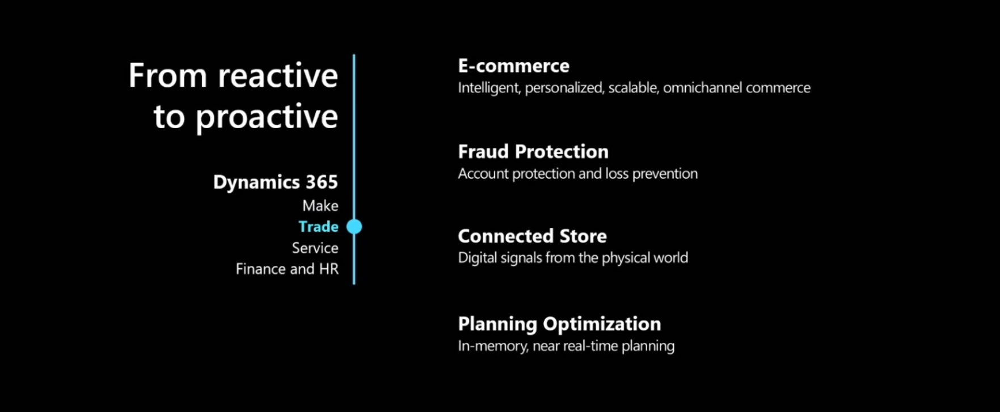 From reactive
to proactive
Dynamics 365
Make
Trade
Service
Finance and HR
E-commerce
Intelligent, personalized, scalable, omnichannel commerce
Fraud Protection
Account protection and loss prevention
Connected Store
Digital signals from the physical world
Planning Optimization
In-memory, near real-time planning